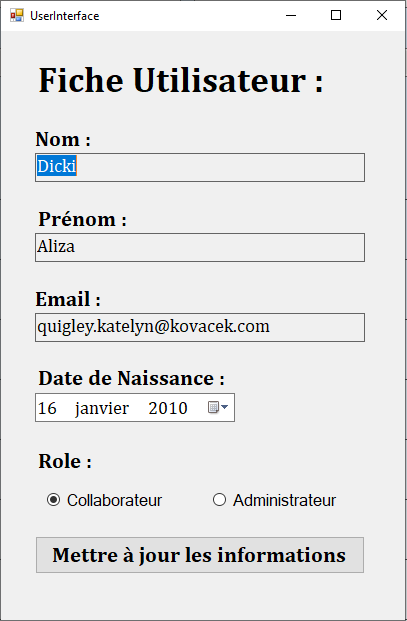 UserInterface
Fiche Utilisateur :
Nom :
Dicki
Prénom :
Aliza
Email :
quigley.katelyn@kovacek.com
Date de Naissance :
16 janvier 2010
Role :
Collaborateur Administrateur
Mettre à jour les informations